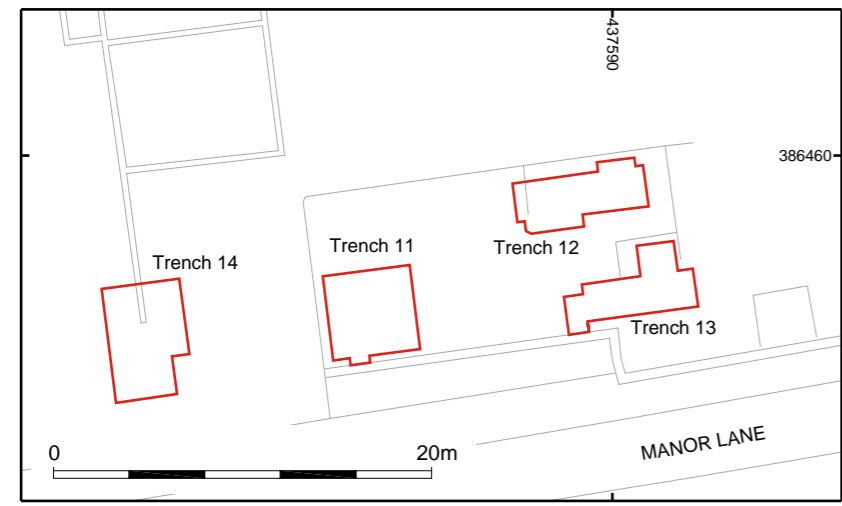 437590
386460
Trench 11
Trench 12
Trench 14
Trench 13
MANOR LANE
0 20m